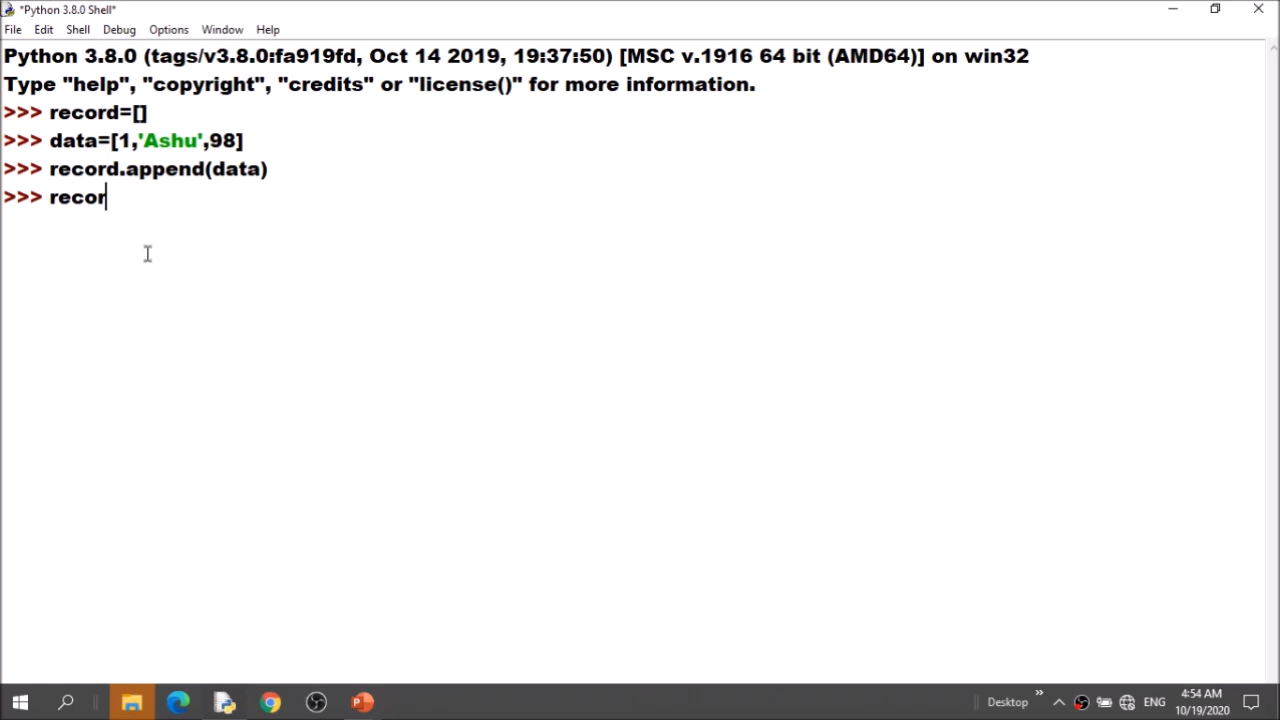 *Python 3.8.0 Shell*
File Edit Shell Debug Options Window Help
Python 3.8.0 (tags/v3.8.0:fa919fd, Oct 14 2019, 19:37:50) [MSC v.1916 64 bit (AMD64)] on win32
Type "help", "copyright", "credits" or "license()" for more information.
>>> record=[]
>>> data=[1,'Ashu',98]
>>> record.append(data)
>>> recor
Desktop » ENG 4:54 AM
10/19/2020